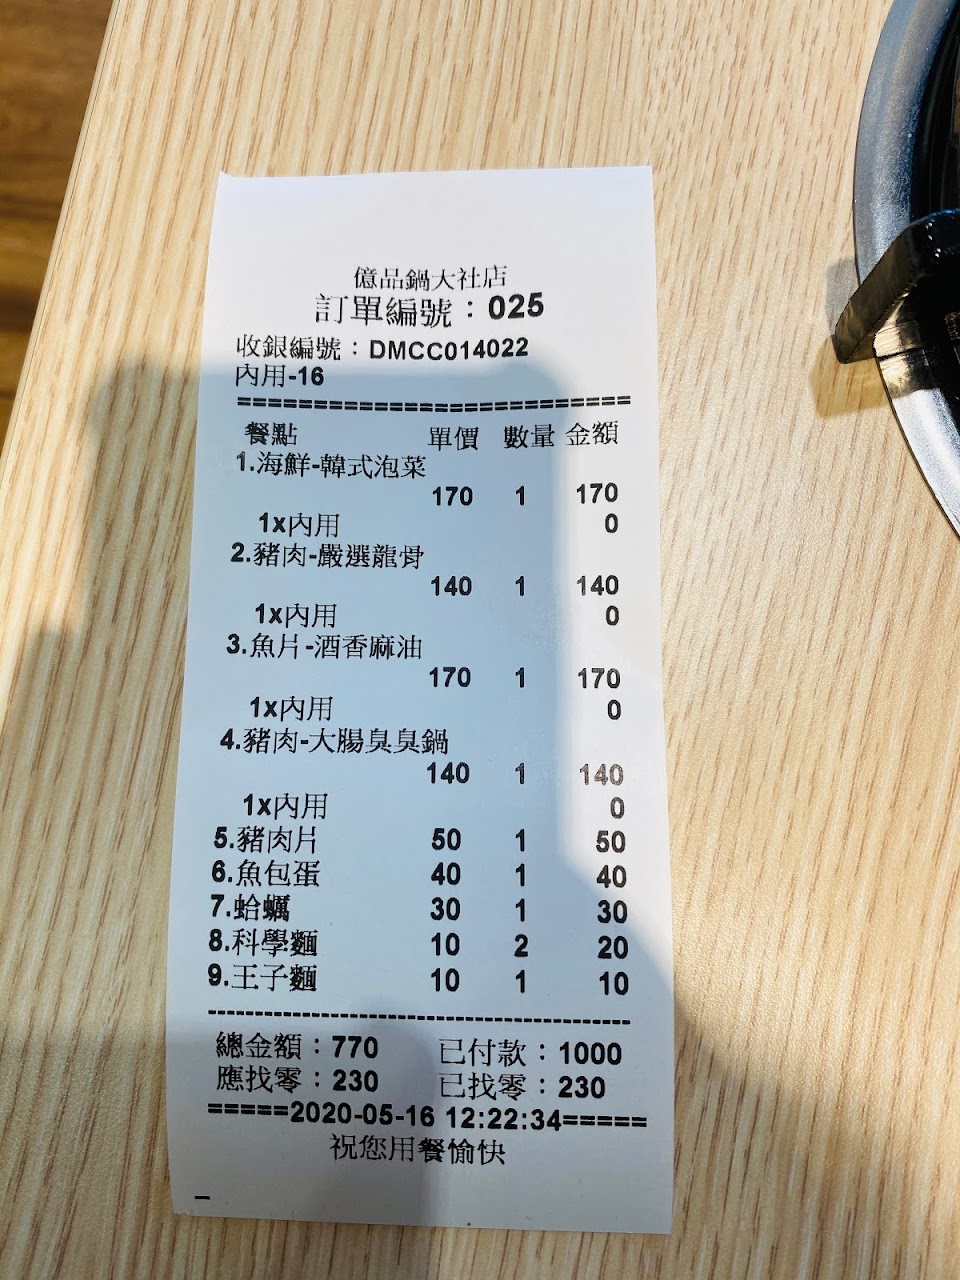 億品鍋大社店
訂單編號：025
收銀編號：DMCC014022
內用-16
==========================
餐點 單價 數量 金額
1.海鮮-韓式泡菜
170 1 170
1x內用 0
2.豬肉-嚴選龍骨
140 1 140
1x內用 0
3.魚片-酒香麻油
170 1 170
1x內用 0
4.豬肉-大腸臭臭鍋
140 1 140
1x內用 0
5.豬肉片 50 1 50
6.魚包蛋 40 1 40
7.蛤蠣 30 1 30
8.科學麵 10 2 20
9.王子麵 10 1 10
--------------------------------------------
總金額：770 已付款：1000
應找零：230 已找零：230
=====2020-05-16 12:22:34=====
祝您用餐愉快